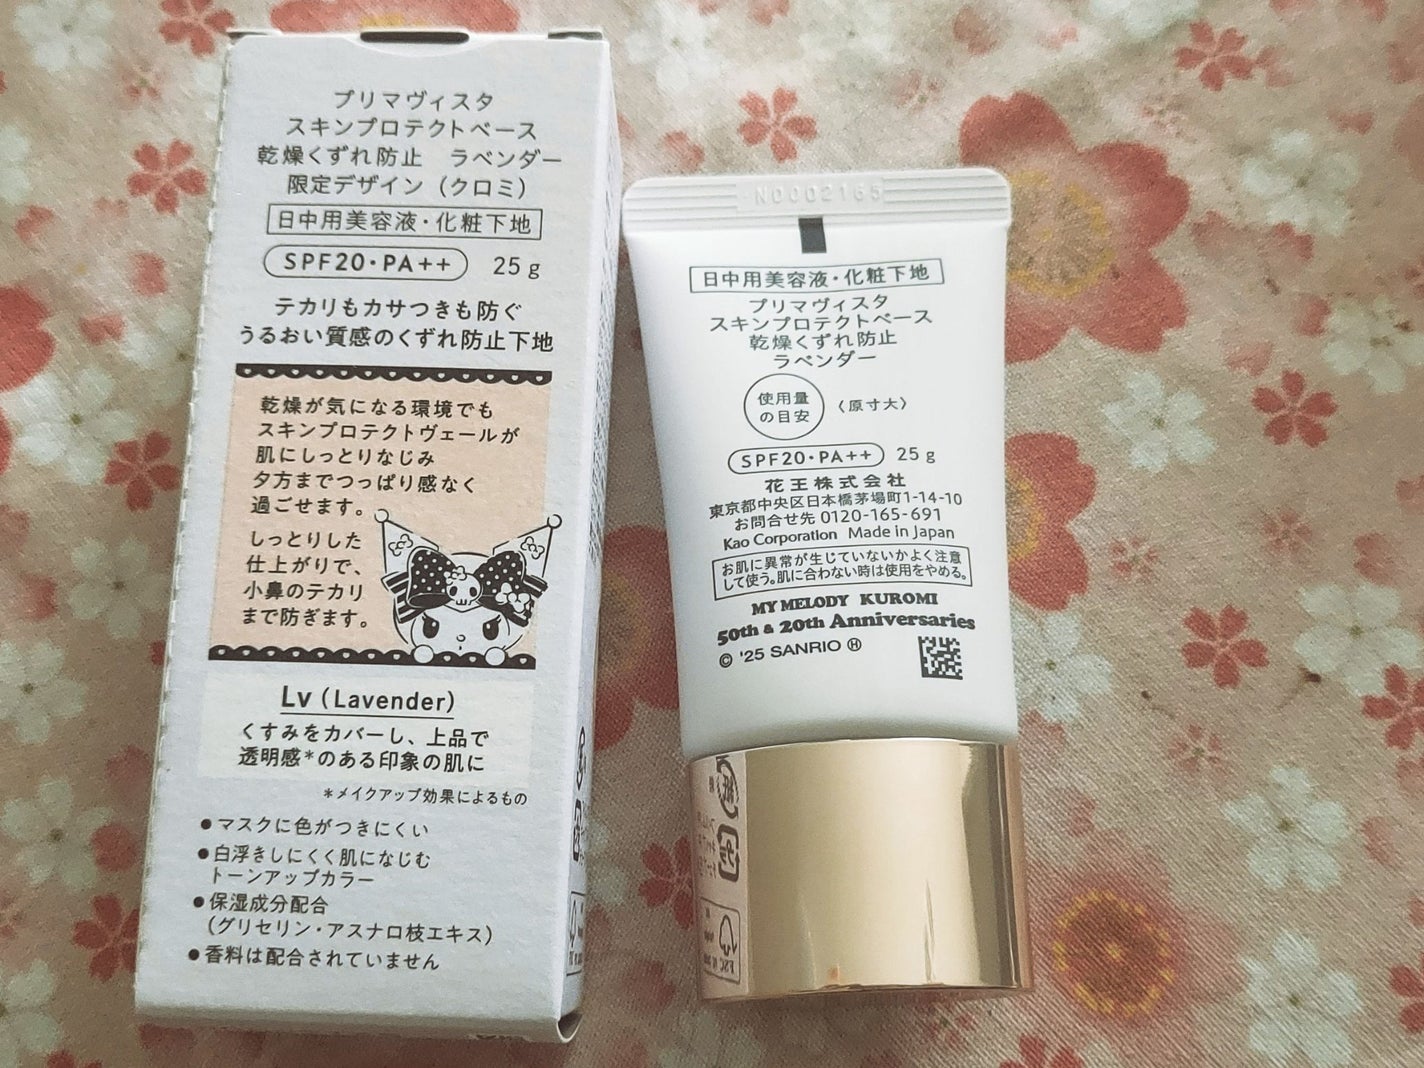 プリマヴィスタ
スキンプロテクトベース
乾燥くずれ防止　ラベンダー
限定デザイン（クロミ）
日中用美容液・化粧下地
SPF20・PA++　25g
テカリもカサつきも防ぐ
うるおい質感のくずれ防止下地
乾燥が気になる環境でも
スキンプロテクトヴェールが
肌にしっとりなじみ
夕方までつっぱり感なく
過ごせます。
しっとりした
仕上がりで、
小鼻のテカリ
まで防ぎます。
Lv（Lavender）
くすみをカバーし、上品で
透明感*のある印象の肌に
*メイクアップ効果によるもの
●マスクに色がつきにくい
●白浮きしにくく肌になじむ
トーンアップカラー
●保湿成分配合
（グリセリン・アスナロ枝エキス）
●香料は配合されていません
N0002165
日中用美容液・化粧下地
プリマヴィスタ
スキンプロテクトベース
乾燥くずれ防止
ラベンダー
使用量
の目安
〈原寸大〉
SPF20・PA++　25g
花王株式会社
東京都中央区日本橋茅場町1-14-10
お問合せ先 0120-165-691
Kao Corporation Made in Japan
お肌に異常が生じていないかよく注意
して使う。肌に合わない時は使用をやめる。
MY MELODY KUROMI
50th & 20th Anniversaries
© '25 SANRIO Ⓗ